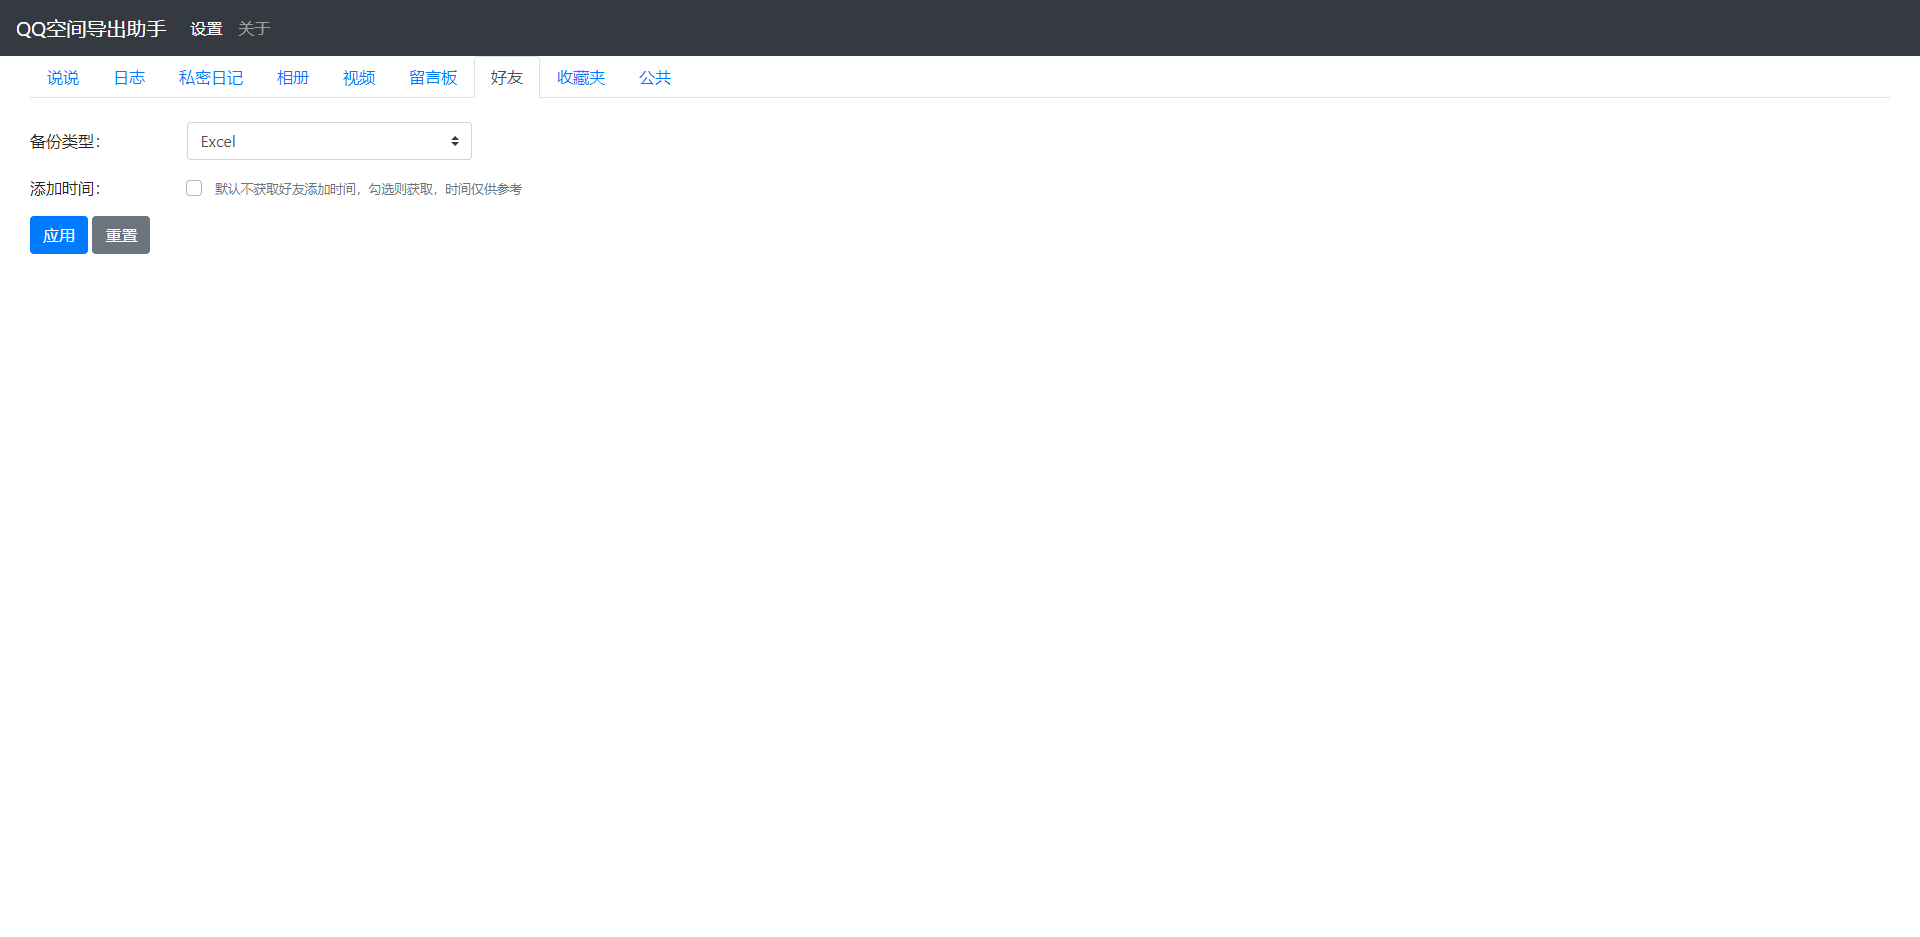 QQ空间导出助手 设置 关于
说说 日志 私密日记 相册 视频 留言板 好友 收藏夹 公共
备份类型： Excel
添加时间： 默认不获取好友添加时间，勾选则获取，时间仅供参考
应用 重置